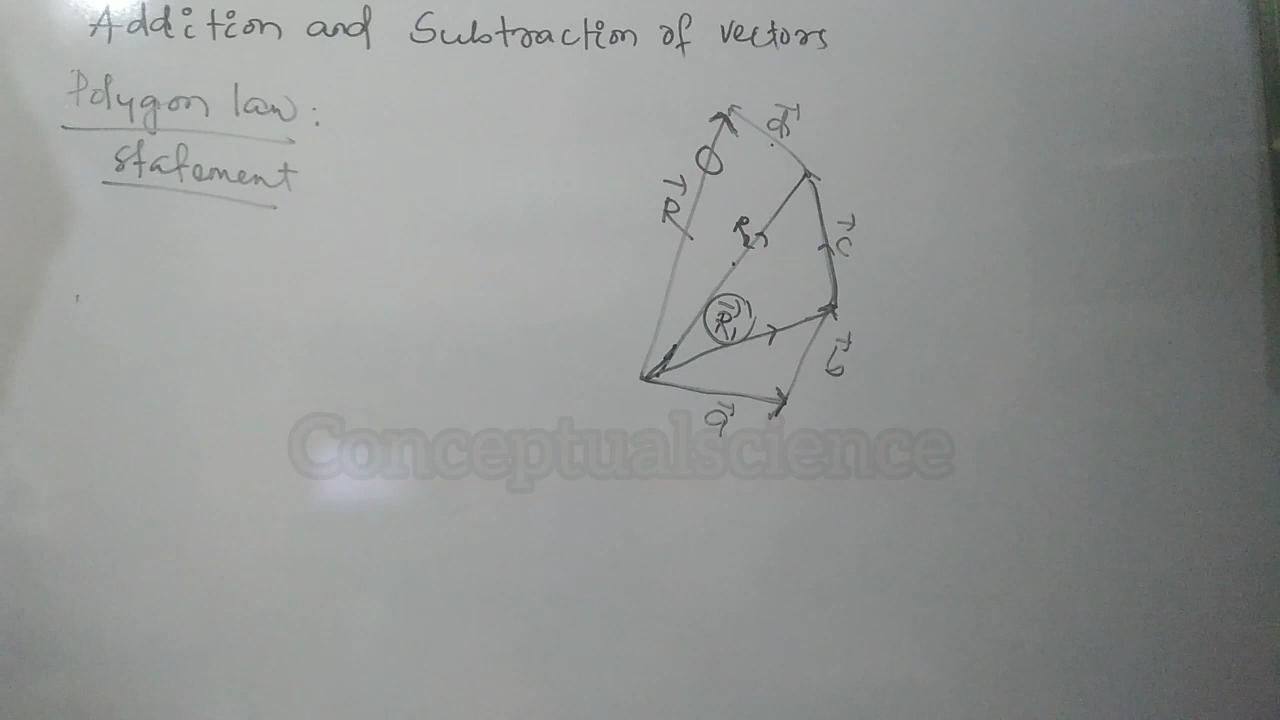 Addition and Subtraction of vectors
Polygon law:
Statement
d
R
R2
c
R1
b
a
Conceptualscience